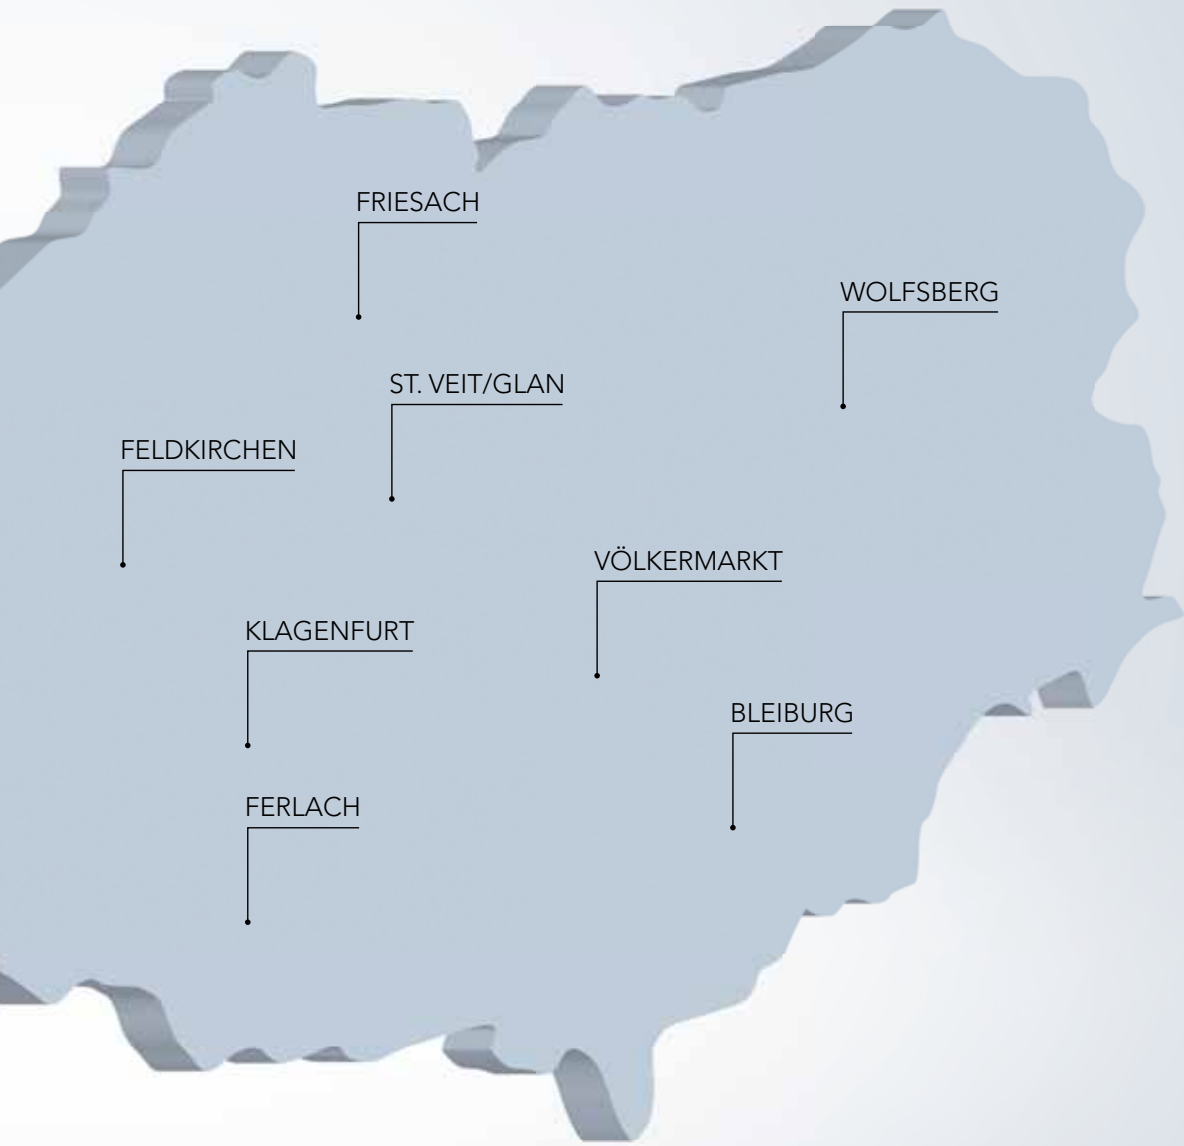 FRIESACH
WOLFSBERG
ST. VEIT/GLAN
FELDKIRCHEN
VÖLKERMARKT
KLAGENFURT
BLEIBURG
FERLACH